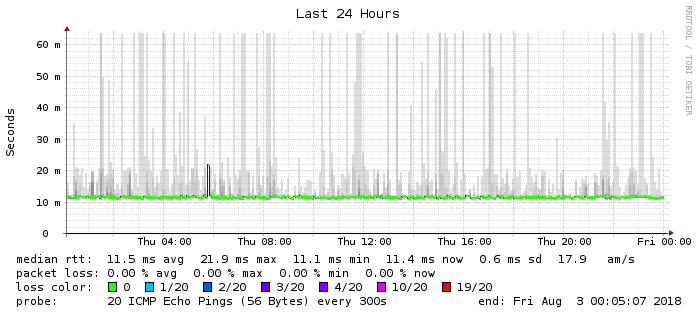 Last 24 Hours
RRDTOOL / TOBI OETIKER
Seconds
60 m
50 m
40 m
30 m
20 m
10 m
0
Thu 04:00 Thu 08:00 Thu 12:00 Thu 16:00 Thu 20:00 Fri 00:00
median rtt: 11.5 ms avg 21.9 ms max 11.1 ms min 11.4 ms now 0.6 ms sd 17.9 am/s
packet loss: 0.00 % avg 0.00 % max 0.00 % min 0.00 % now
loss color: 0 1/20 2/20 3/20 4/20 10/20 19/20
probe: 20 ICMP Echo Pings (56 Bytes) every 300s end: Fri Aug 3 00:05:07 2018